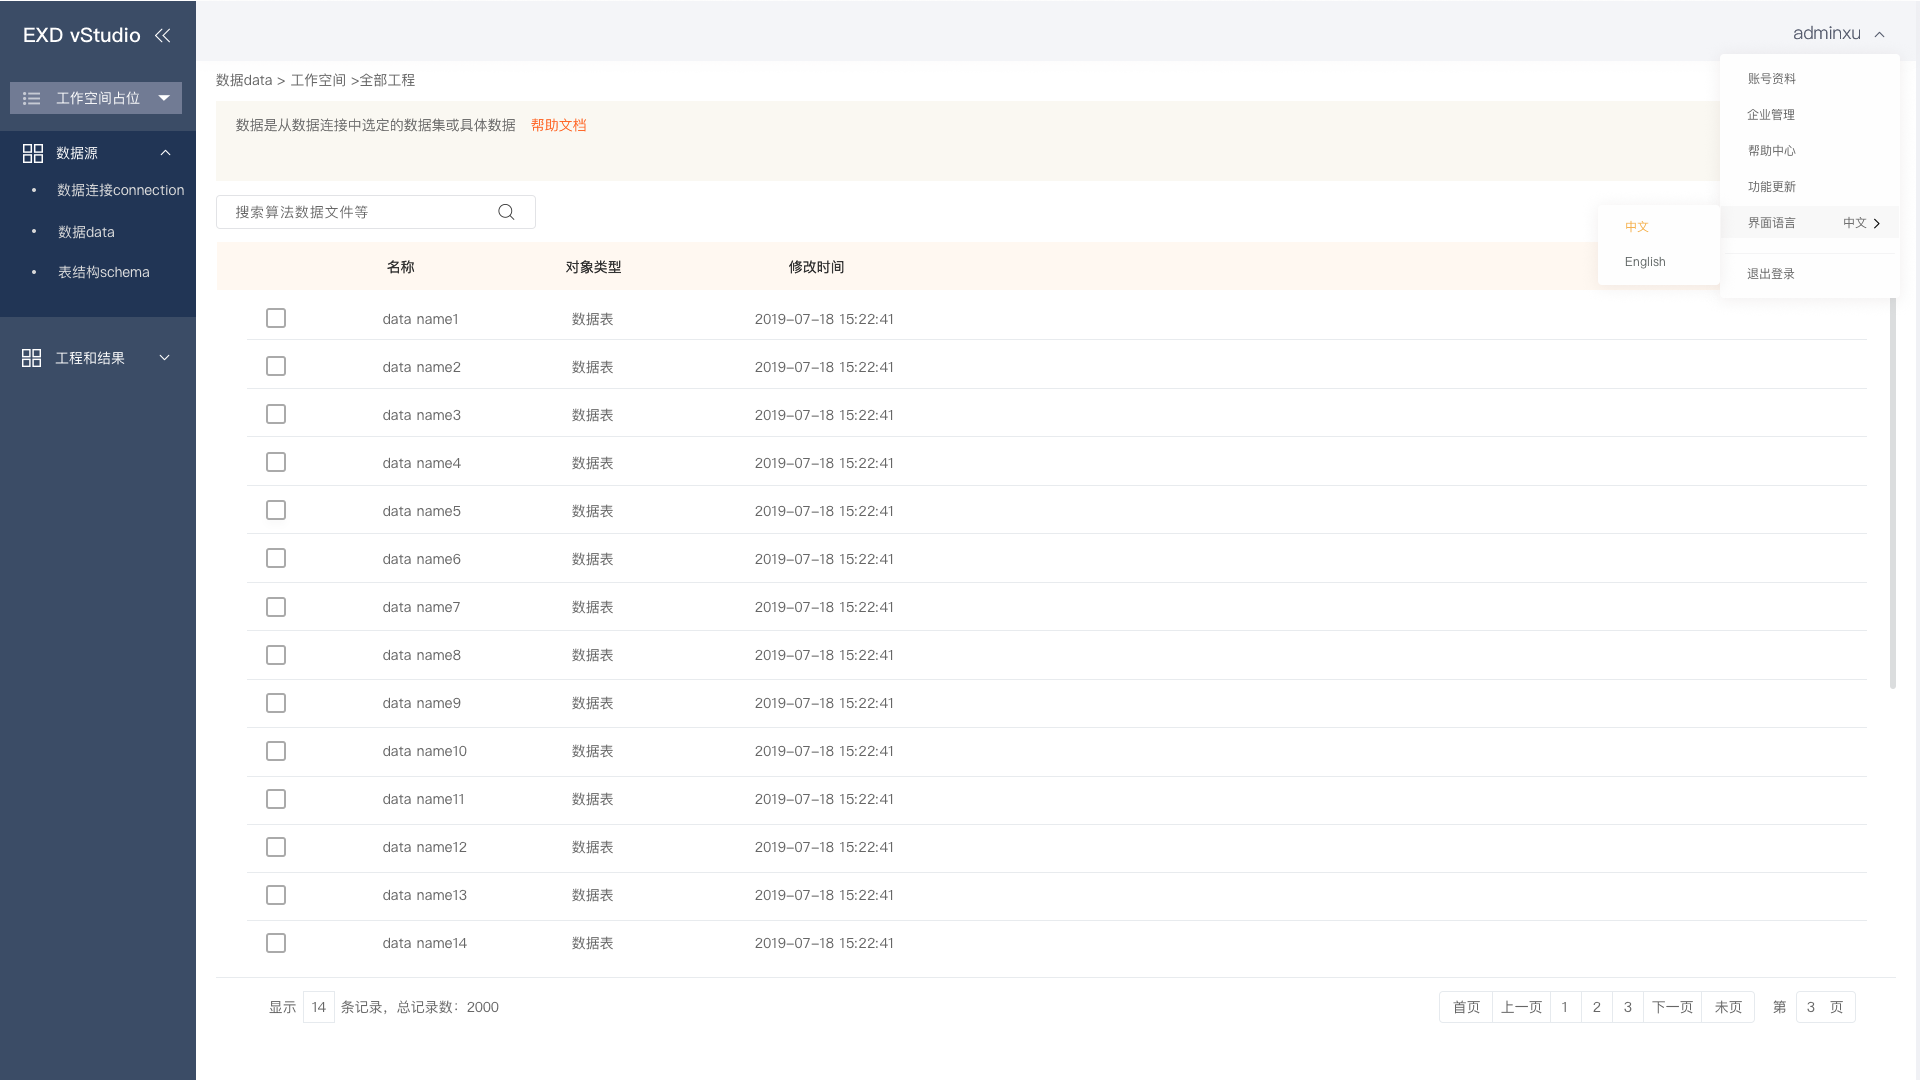 EXD vStudio
adminxu
工作空间占位
数据源
数据连接connection
数据data
表结构schema
工程和结果
数据data > 工作空间 >全部工程
数据是从数据连接中选定的数据集或具体数据 帮助文档
搜索算法数据文件等
账号资料
企业管理
帮助中心
功能更新
界面语言 中文
退出登录
中文
English
名称 对象类型 修改时间
data name1 数据表 2019-07-18 15:22:41
data name2 数据表 2019-07-18 15:22:41
data name3 数据表 2019-07-18 15:22:41
data name4 数据表 2019-07-18 15:22:41
data name5 数据表 2019-07-18 15:22:41
data name6 数据表 2019-07-18 15:22:41
data name7 数据表 2019-07-18 15:22:41
data name8 数据表 2019-07-18 15:22:41
data name9 数据表 2019-07-18 15:22:41
data name10 数据表 2019-07-18 15:22:41
data name11 数据表 2019-07-18 15:22:41
data name12 数据表 2019-07-18 15:22:41
data name13 数据表 2019-07-18 15:22:41
data name14 数据表 2019-07-18 15:22:41
显示 14 条记录，总记录数：2000
首页 上一页 1 2 3 下一页 未页 第 3 页